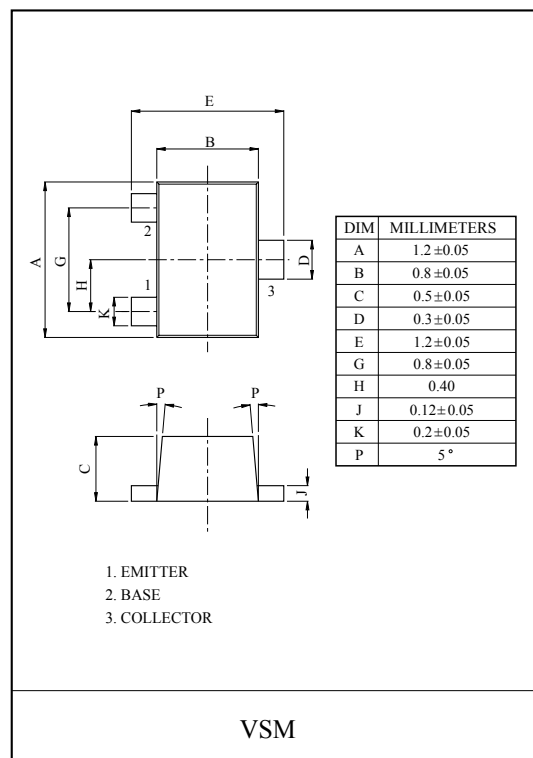 E
B
A
G
H
K
2
1
D
3
DIM MILLIMETERS
A 1.2±0.05
B 0.8±0.05
C 0.5±0.05
D 0.3±0.05
E 1.2±0.05
G 0.8±0.05
H 0.40
J 0.12±0.05
K 0.2±0.05
P 5°
P P
C
J
1. EMITTER
2. BASE
3. COLLECTOR
VSM